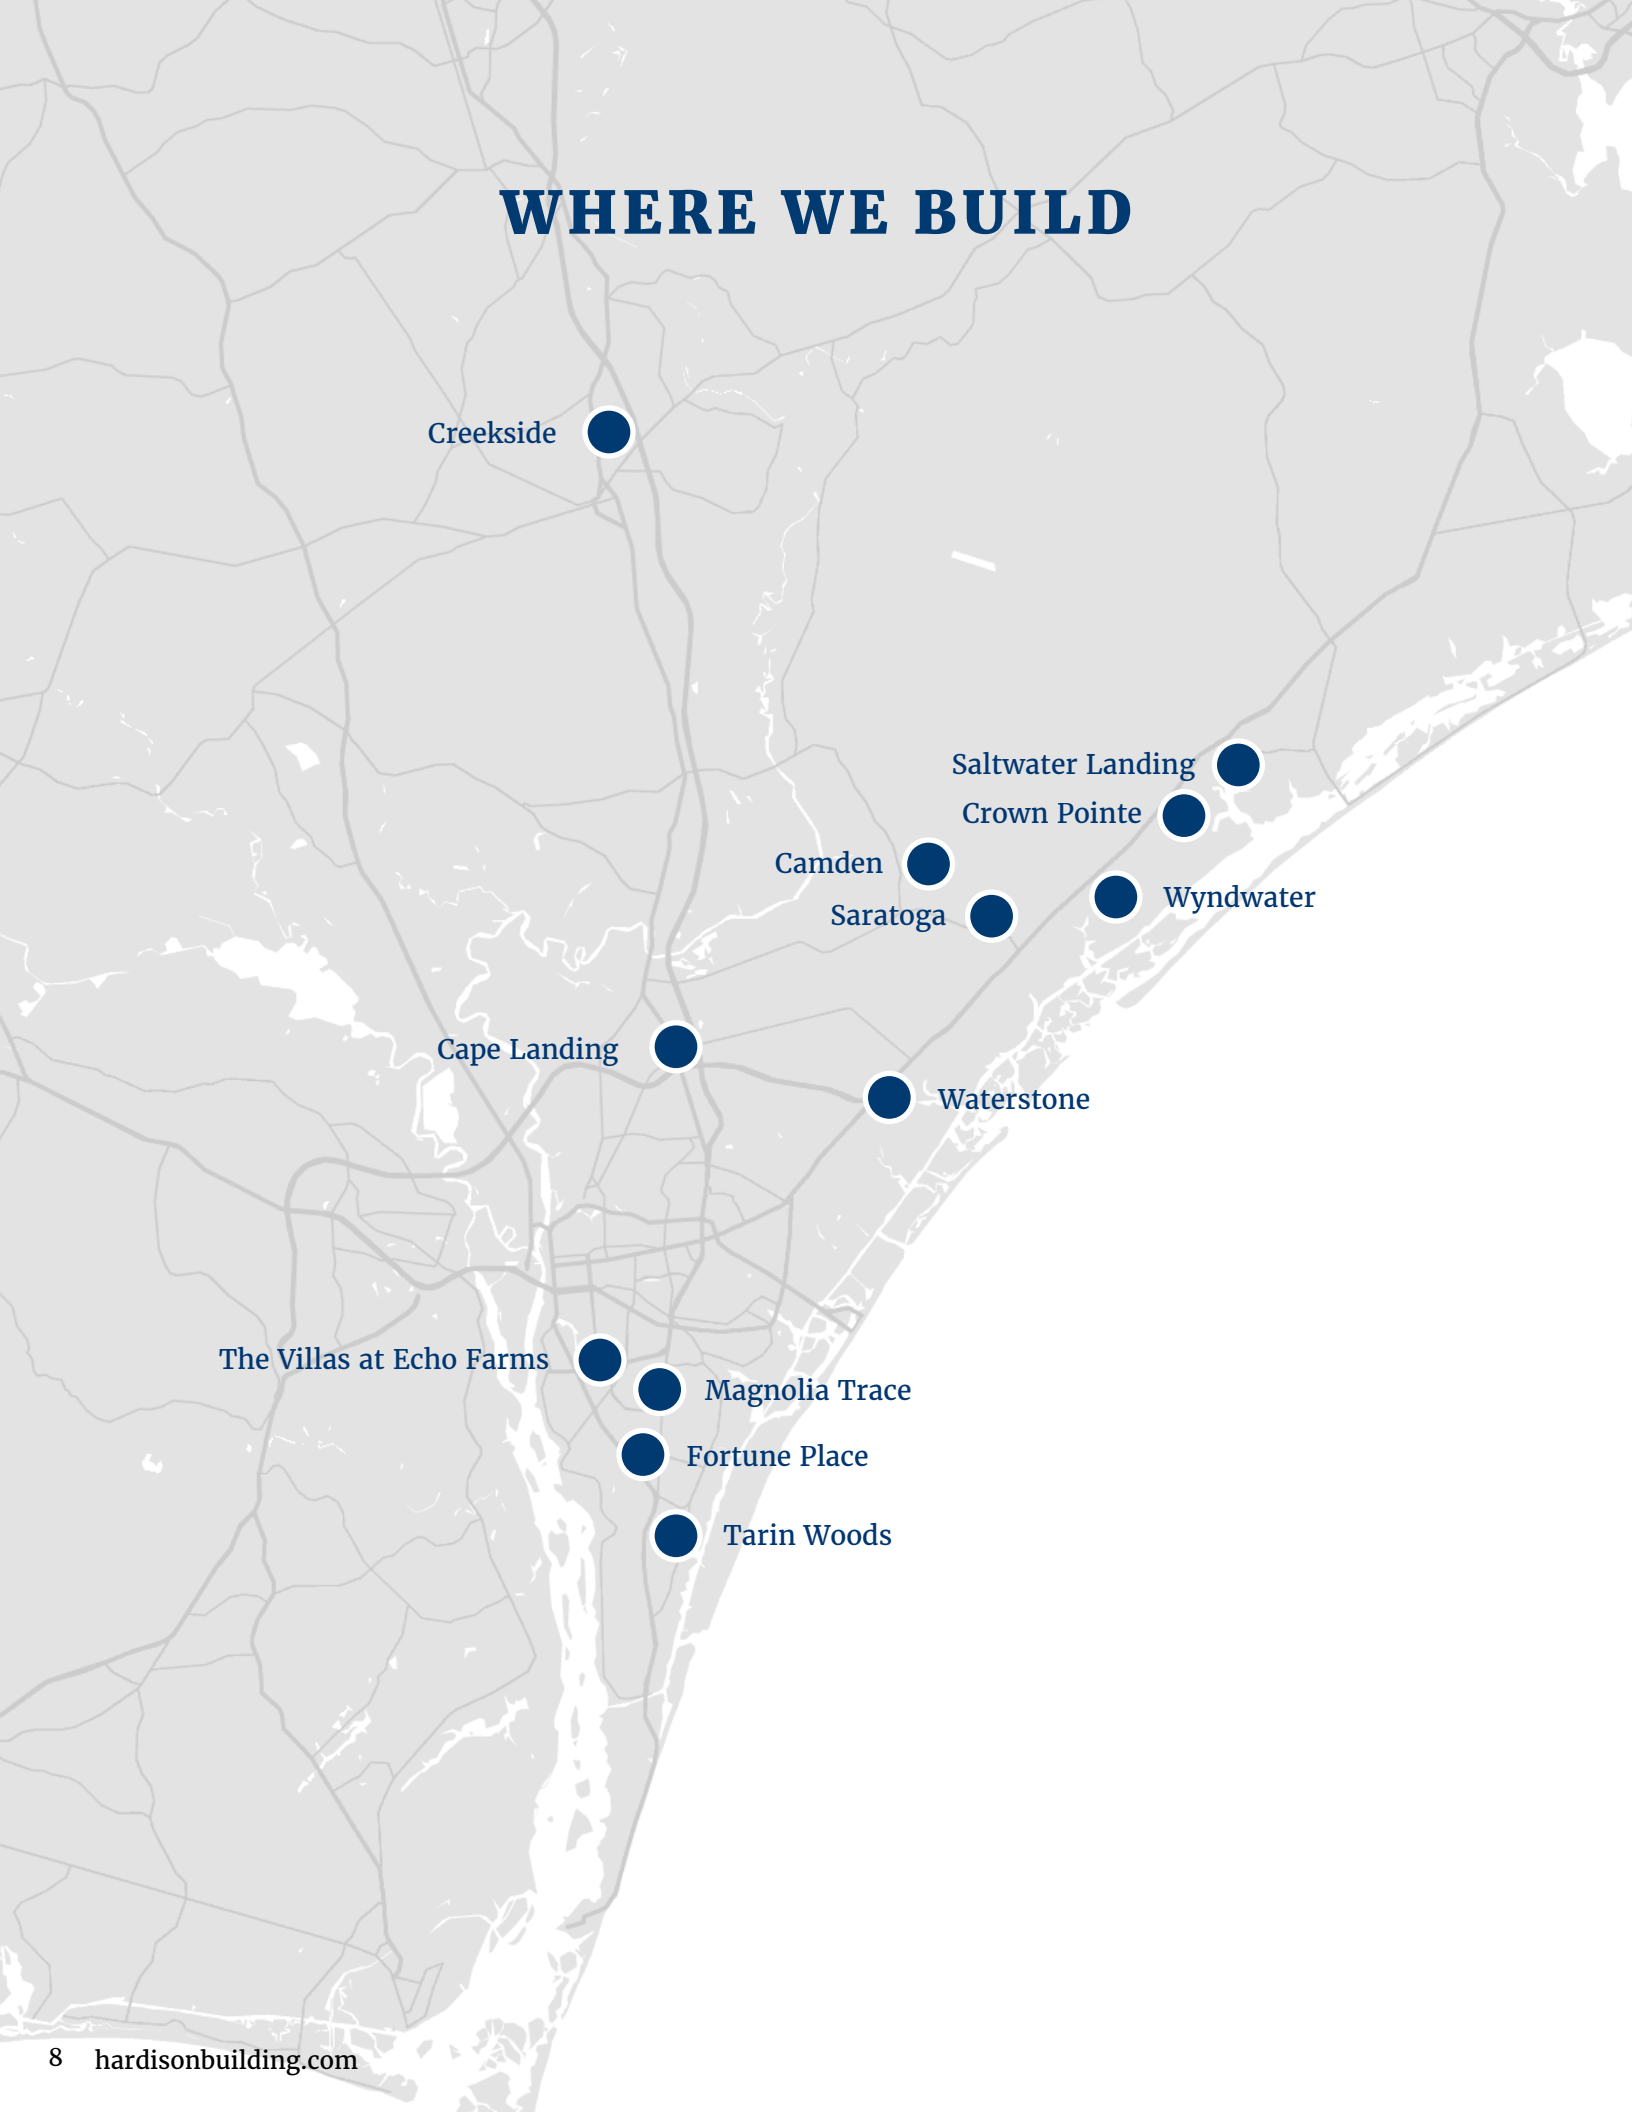 WHERE WE BUILD
Creekside
Saltwater Landing
Crown Pointe
Camden
Wyndwater
Saratoga
Cape Landing
Waterstone
The Villas at Echo Farms
Magnolia Trace
Fortune Place
Tarin Woods
8 hardisonbuilding.com